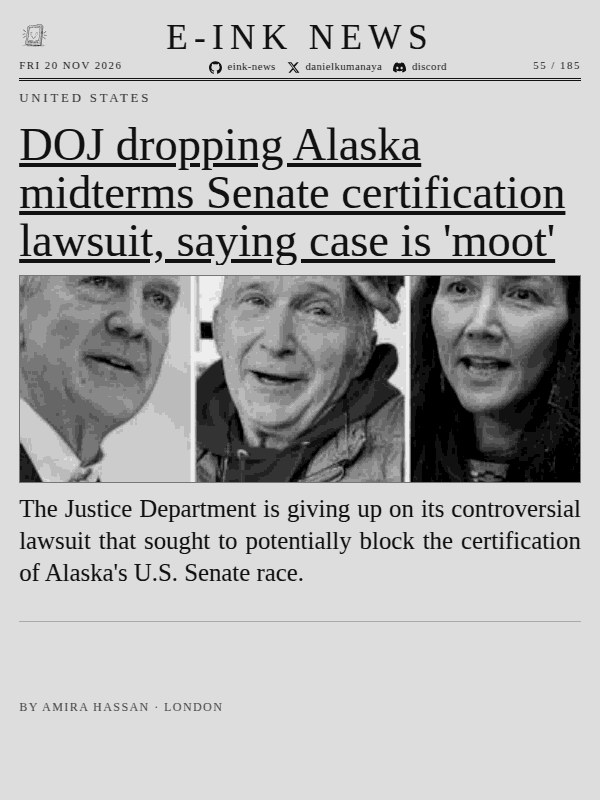 E-INK NEWS
FRI 20 NOV 2026
eink-news danielkumanaya discord
55 / 185
UNITED STATES
DOJ dropping Alaska
midterms Senate certification
lawsuit, saying case is 'moot'
The Justice Department is giving up on its controversial
lawsuit that sought to potentially block the certification
of Alaska's U.S. Senate race.
BY AMIRA HASSAN · LONDON